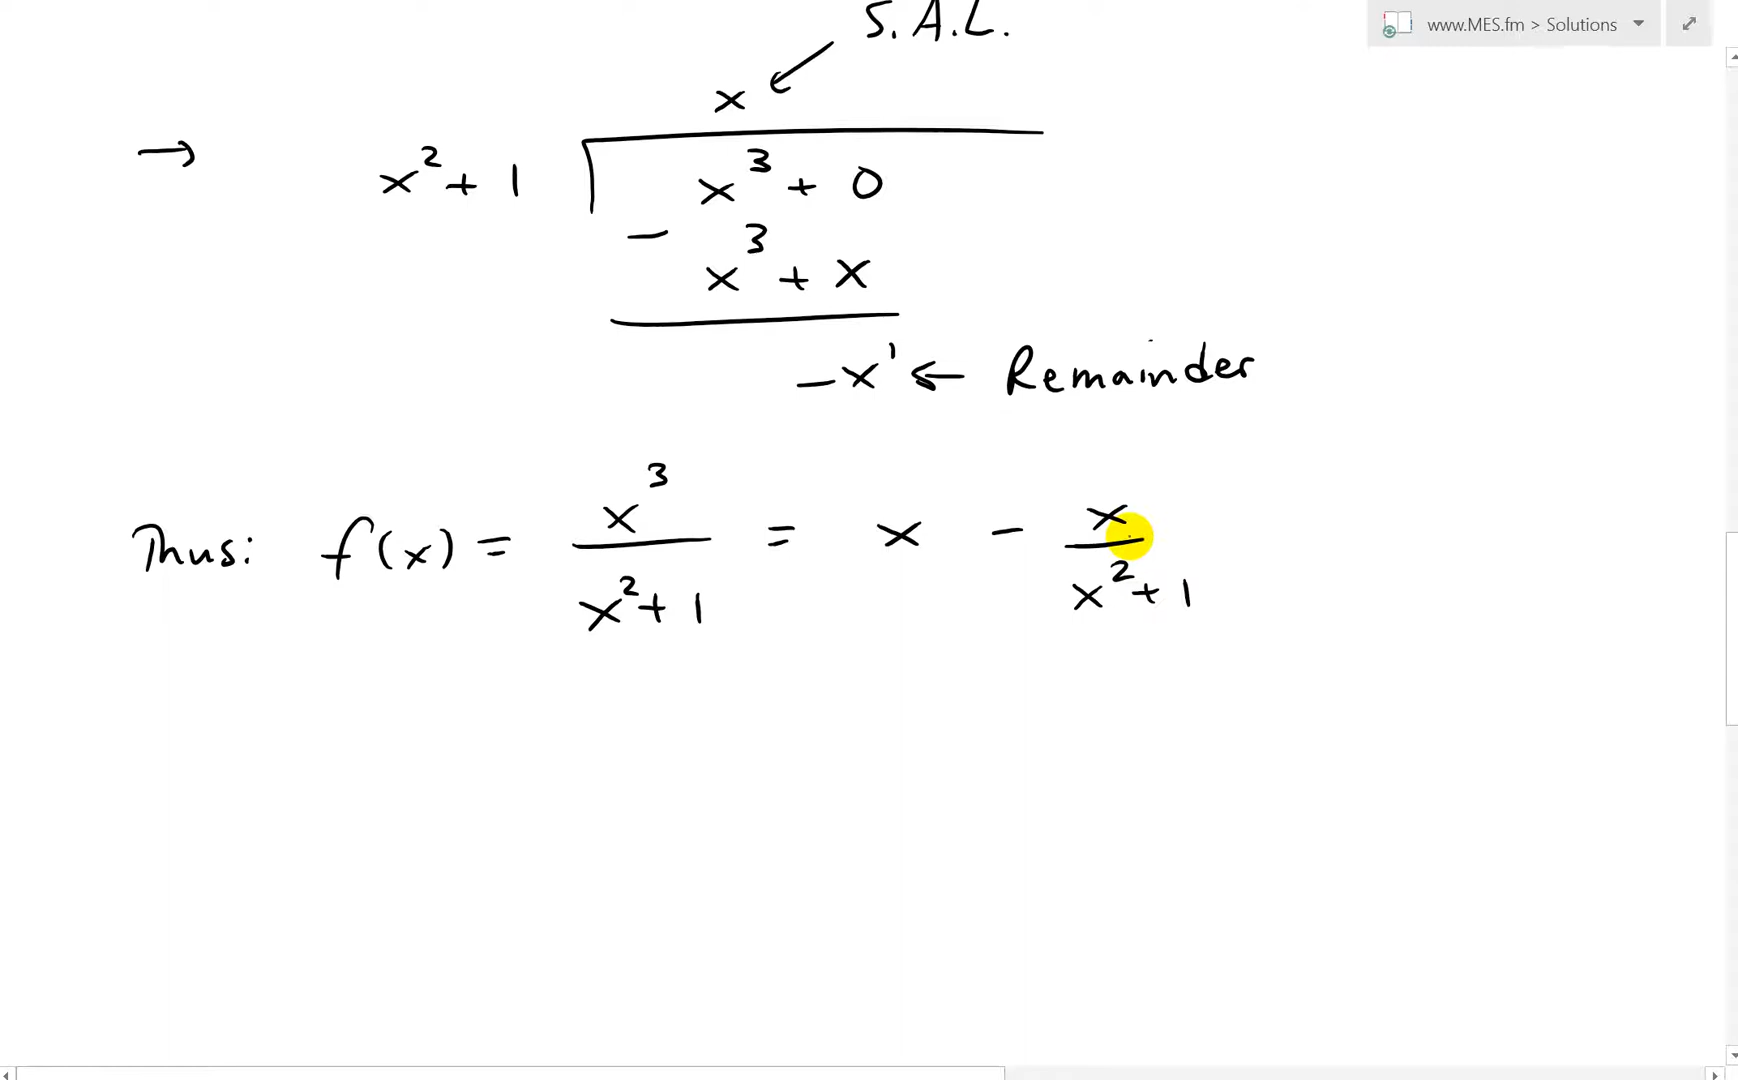 S.A.L.
www.MES.fm > Solutions
x
→ x² + 1 x³ + 0
− x³ + x
−x¹ ← Remainder
Thus: f(x) = x³/(x²+1) = x − x/(x²+1)